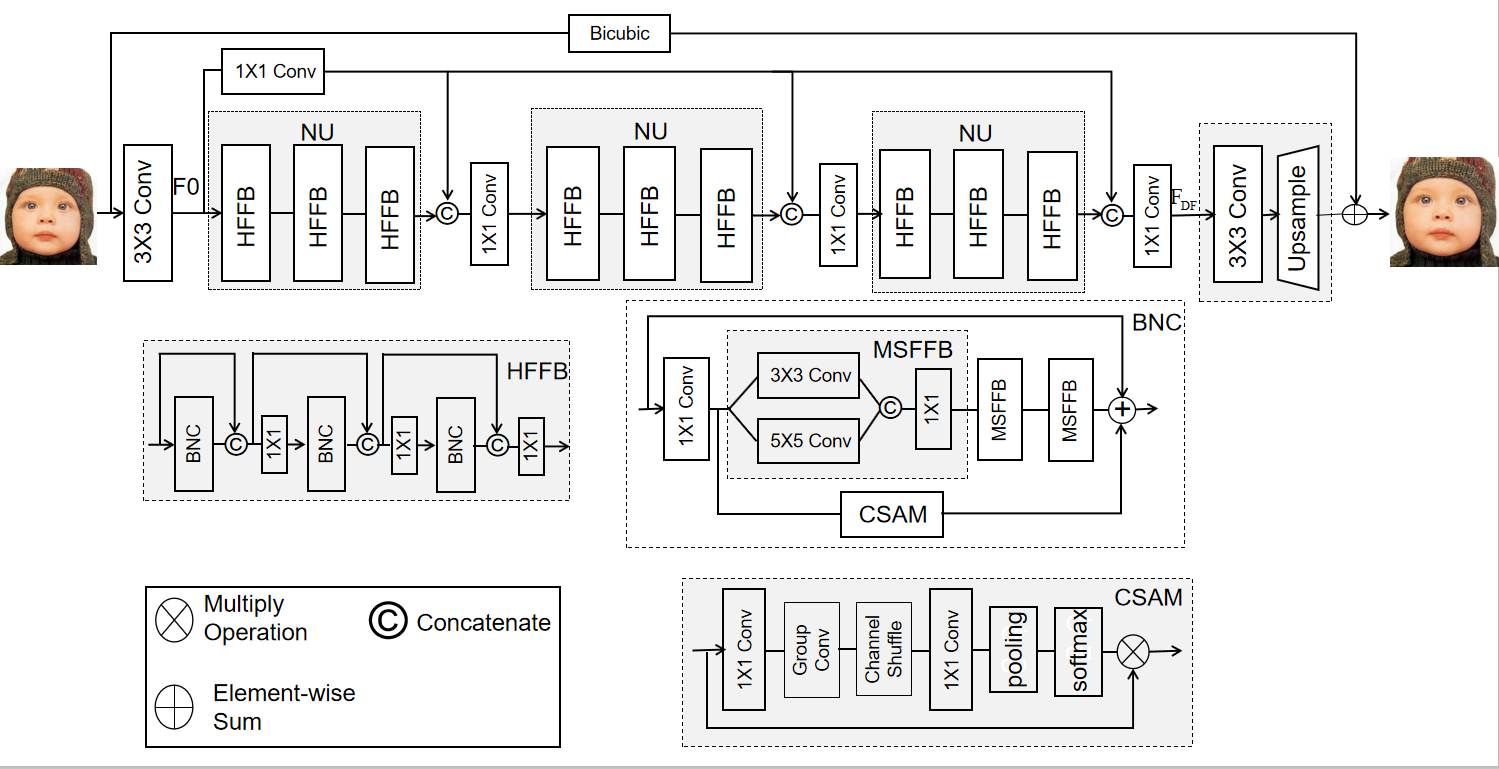 Bicubic
1X1 Conv
NU
NU
NU
3X3 Conv
F0
HFFB
HFFB
HFFB
C
1X1 Conv
HFFB
HFFB
HFFB
C
1X1 Conv
HFFB
HFFB
HFFB
C
1X1 Conv
FDF
3X3 Conv
Upsample
HFFB
BNC
C
1X1
BNC
C
1X1
BNC
C
1X1
BNC
1X1 Conv
MSFFB
3X3 Conv
5X5 Conv
C
1X1
MSFFB
MSFFB
CSAM
Multiply
Operation
C
Concatenate
Element-wise
Sum
CSAM
1X1 Conv
Group
Conv
Channel
Shuffle
1X1 Conv
pooling
softmax